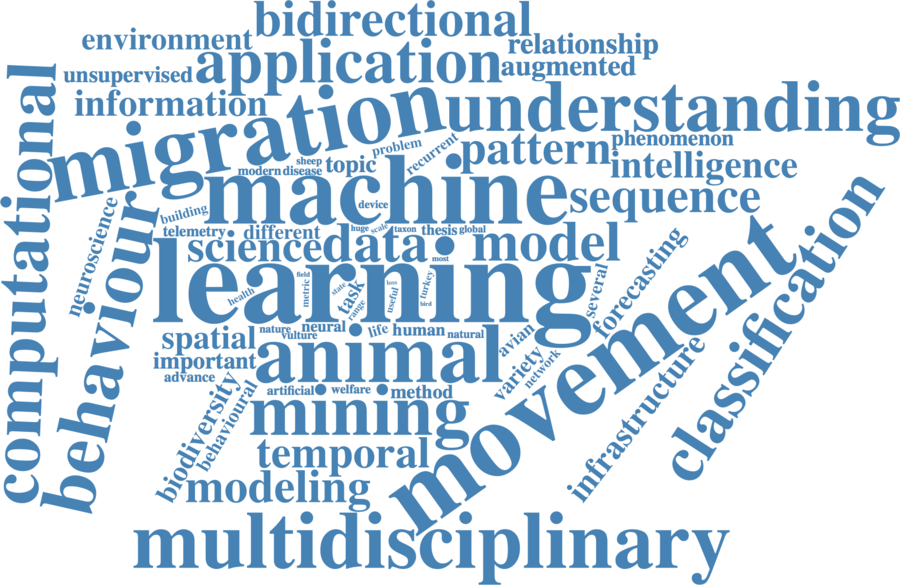 bidirectional
environment
relationship
unsupervised
application
augmented
information
migration
understanding
computational
problem
recurrent
phenomenon
sheep
modern
disease
topic
pattern
intelligence
machine
sequence
device
building
neuroscience
behaviour
telemetry
different
huge
scale
taxon
thesis
global
science
data
most
model
classification
learning
field
metric
health
state
task
range
loss
useful
turkey
bird
several
forecasting
movement
spatial
nature
vulture
neural
life
human
natural
avian
important
animal
advance
variety
network
artificial
welfare
method
infrastructure
biodiversity
behavioural
mining
temporal
modeling
multidisciplinary